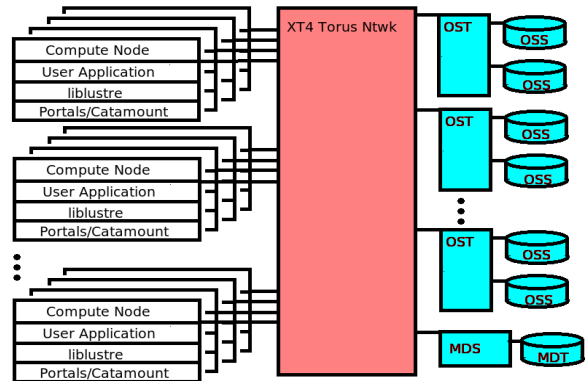 Compute Node
User Application
liblustre
Portals/Catamount
Compute Node
User Application
liblustre
Portals/Catamount
Compute Node
User Application
liblustre
Portals/Catamount
XT4 Torus Ntwk
OST
OSS
OSS
OST
OSS
OSS
OST
OSS
OSS
MDS
MDT